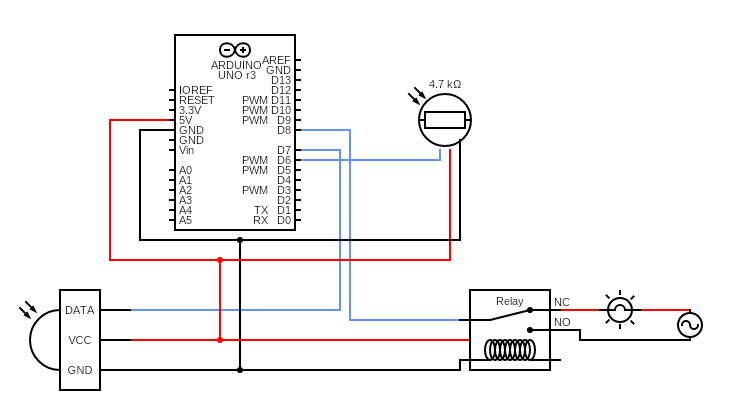 ARDUINO
UNO r3
IOREF
RESET
3.3V
5V
GND
GND
Vin
A0
A1
A2
A3
A4
A5
AREF
GND
D13
D12
PWM D11
PWM D10
PWM D9
D8
D7
PWM D6
PWM D5
D4
PWM D3
D2
TX D1
RX D0
4.7 kΩ
DATA
VCC
GND
Relay
NC
NO